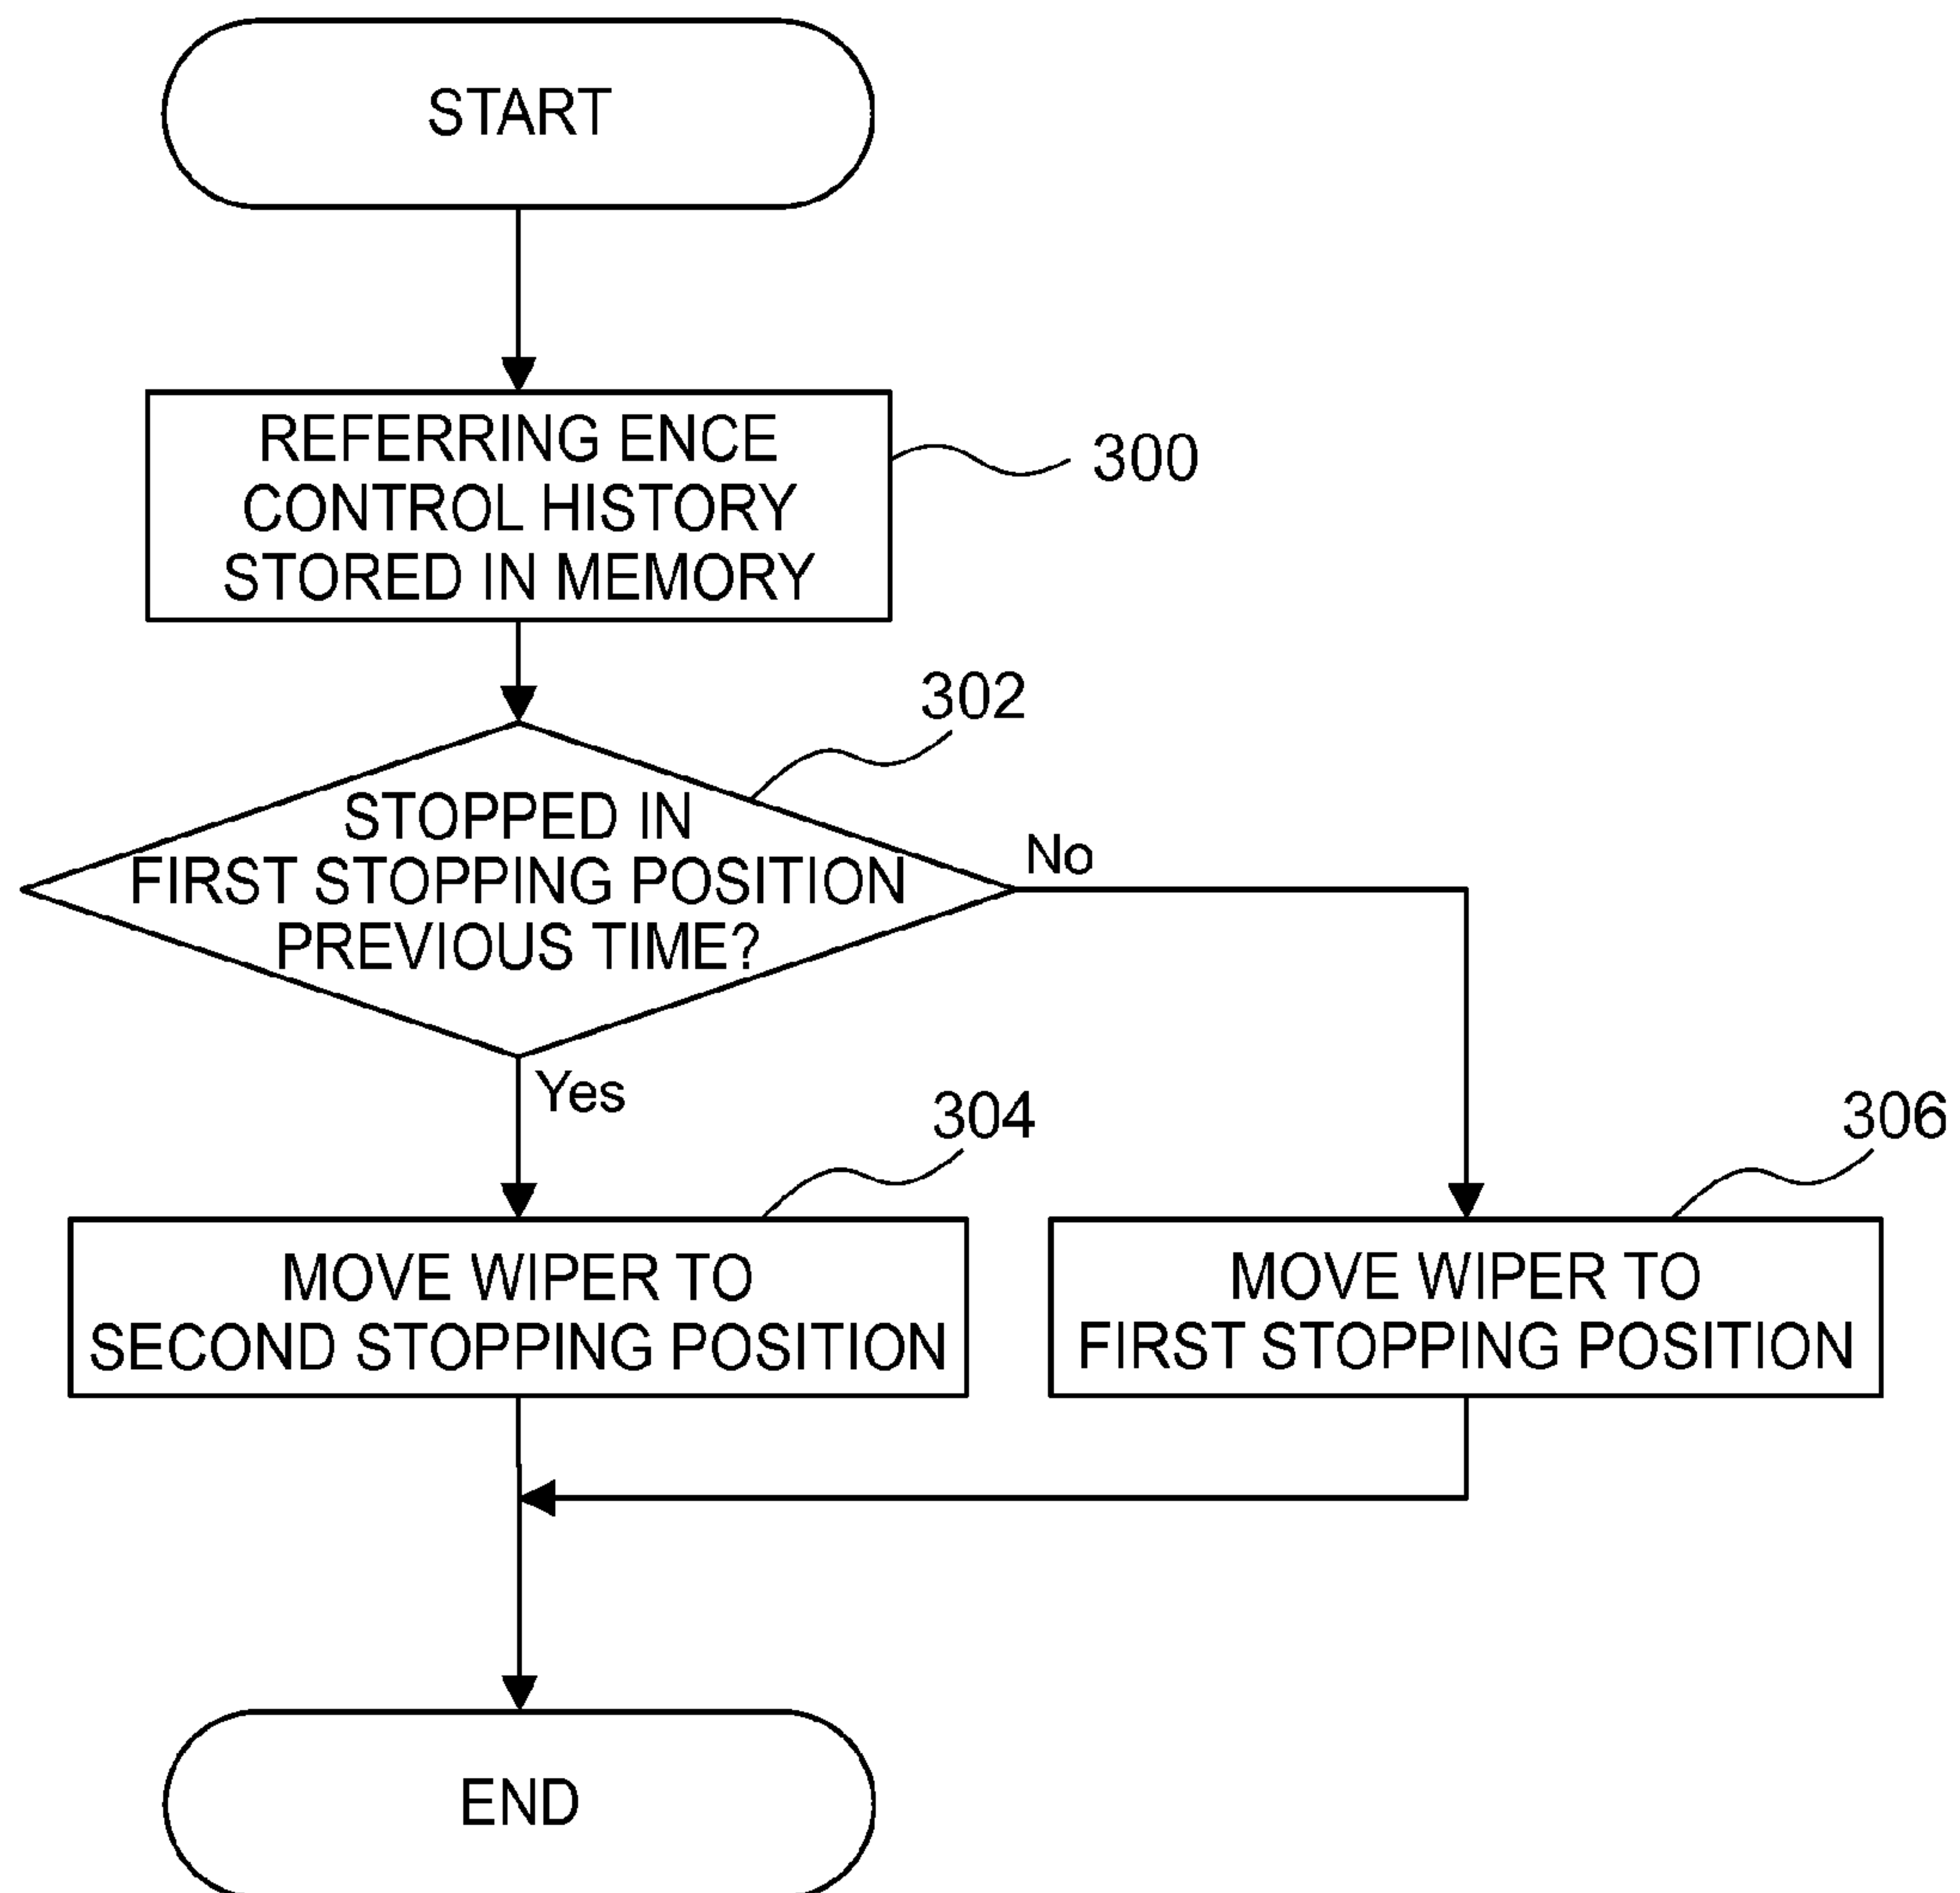 START
REFERRING ENCE
CONTROL HISTORY
STORED IN MEMORY
300
302
STOPPED IN
FIRST STOPPING POSITION
PREVIOUS TIME?
No
Yes
304
306
MOVE WIPER TO
SECOND STOPPING POSITION
MOVE WIPER TO
FIRST STOPPING POSITION
END